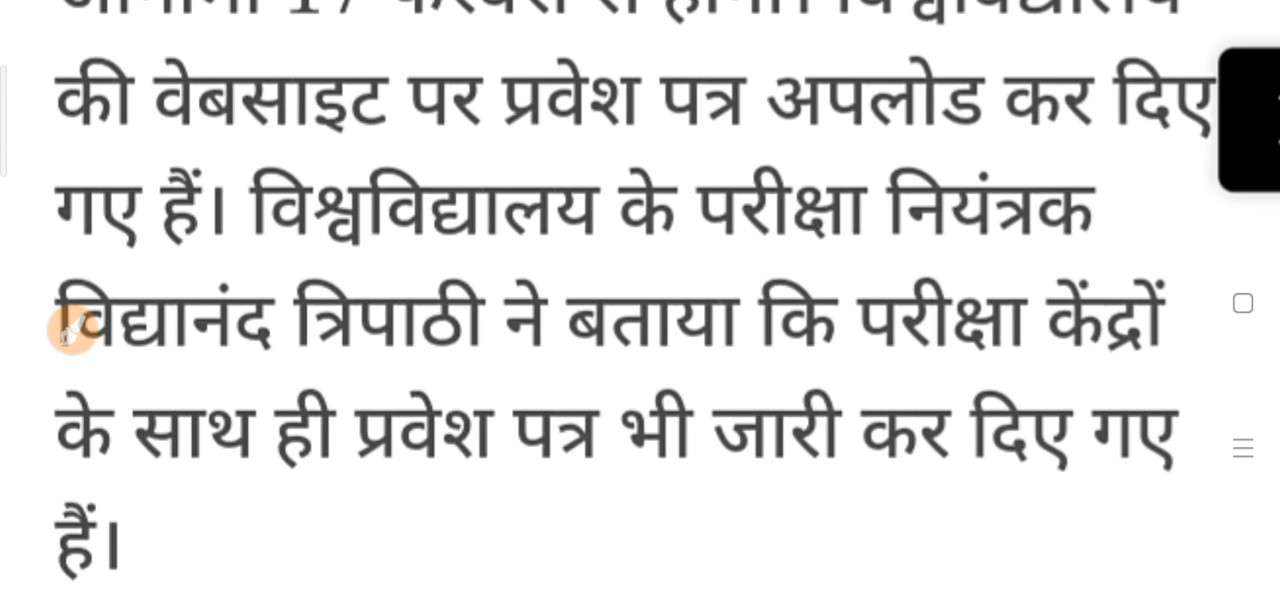 की वेबसाइट पर प्रवेश पत्र अपलोड कर दिए
गए हैं। विश्वविद्यालय के परीक्षा नियंत्रक
विद्यानंद त्रिपाठी ने बताया कि परीक्षा केंद्रों
के साथ ही प्रवेश पत्र भी जारी कर दिए गए
हैं।